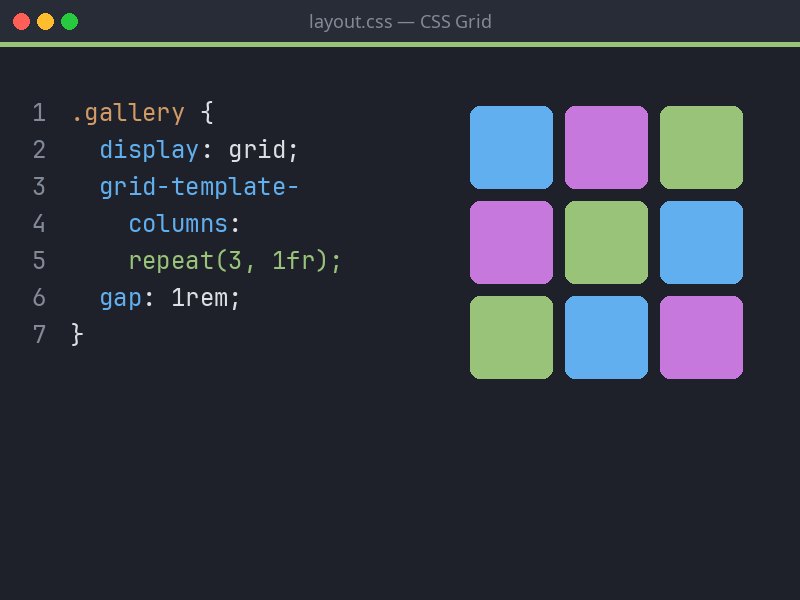 layout.css — CSS Grid
1 .gallery {
2   display: grid;
3   grid-template-
4     columns:
5     repeat(3, 1fr);
6   gap: 1rem;
7 }